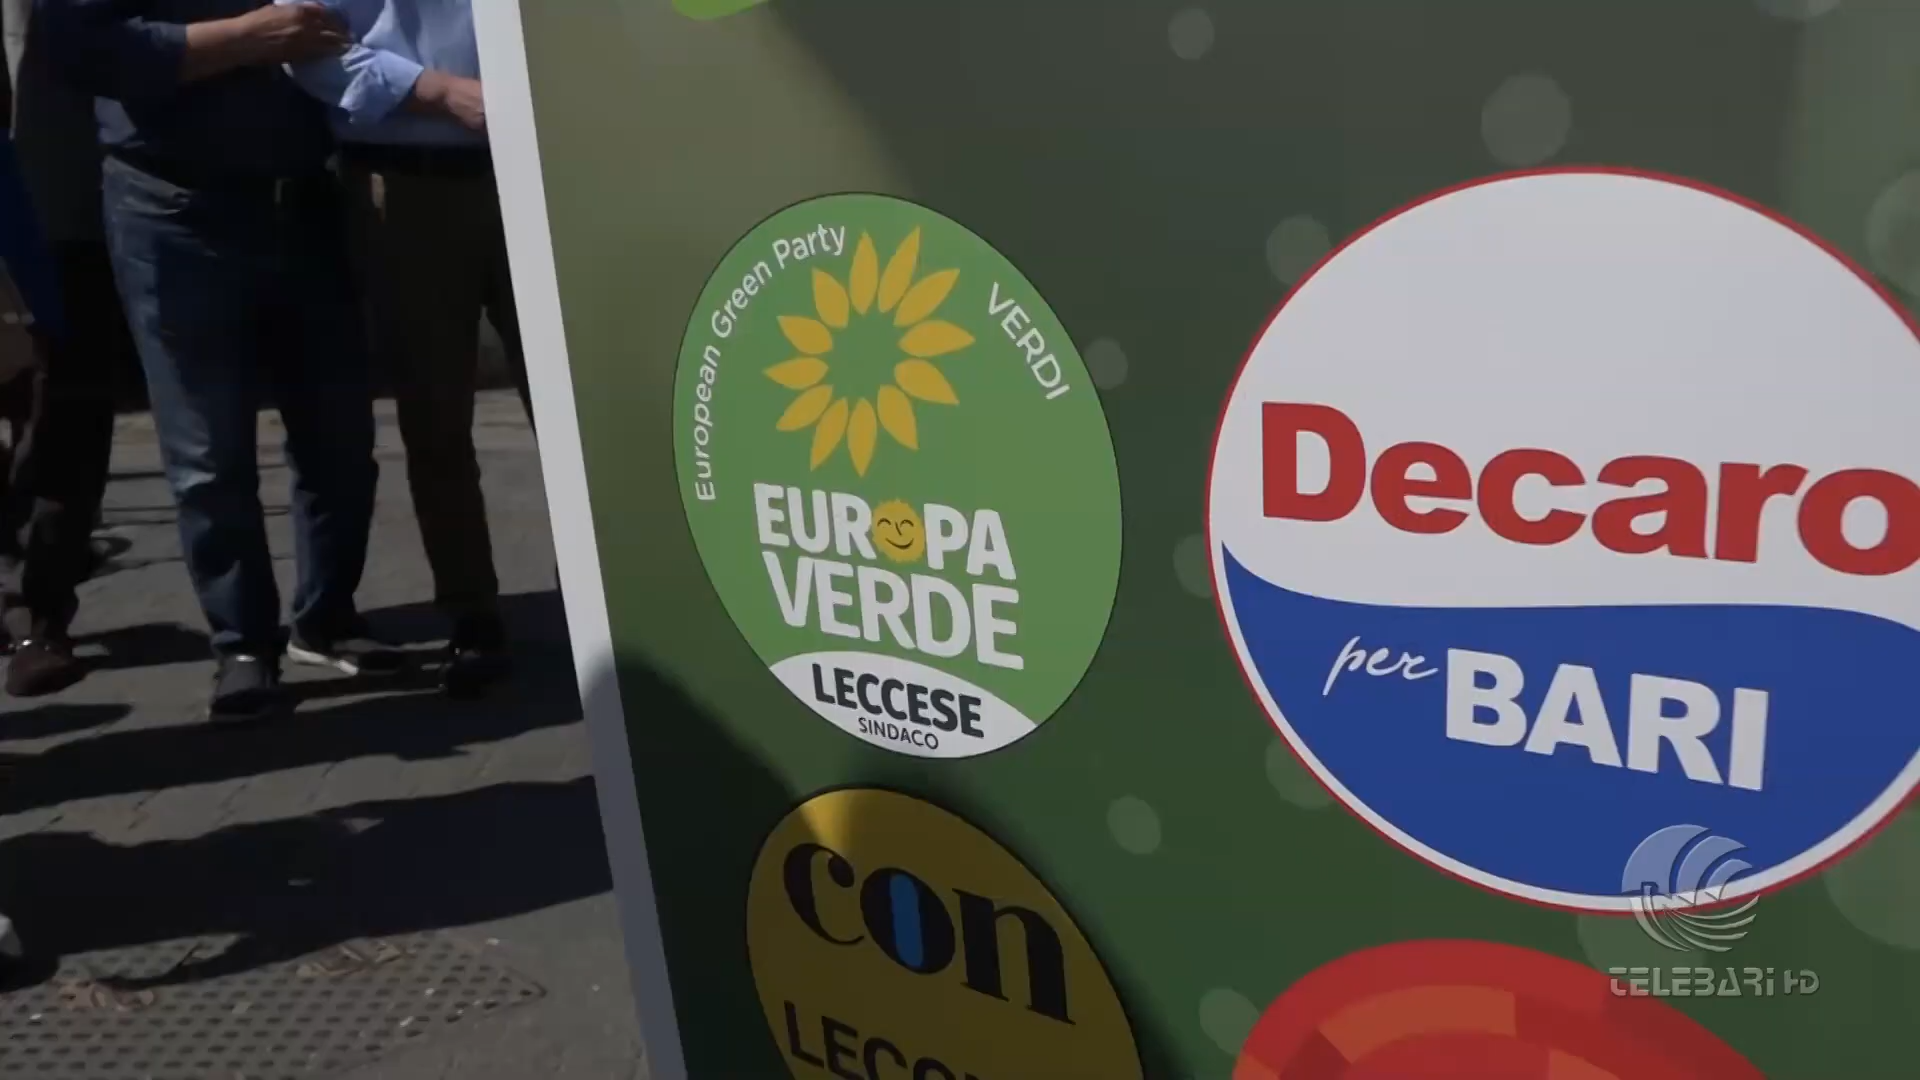 European Green Party
VERDI
EUROPA
VERDE
LECCESE
SINDACO
Decaro
per BARI
con
TELEBARI HD